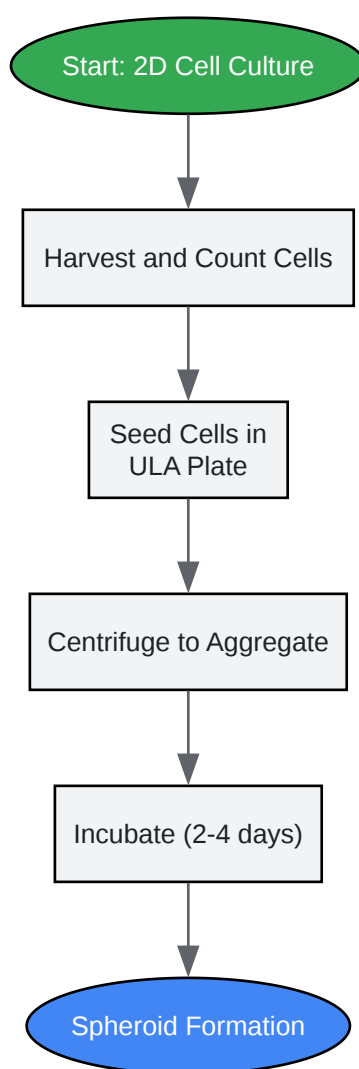 Start: 2D Cell Culture
Harvest and Count Cells
Seed Cells in
ULA Plate
Centrifuge to Aggregate
Incubate (2-4 days)
Spheroid Formation